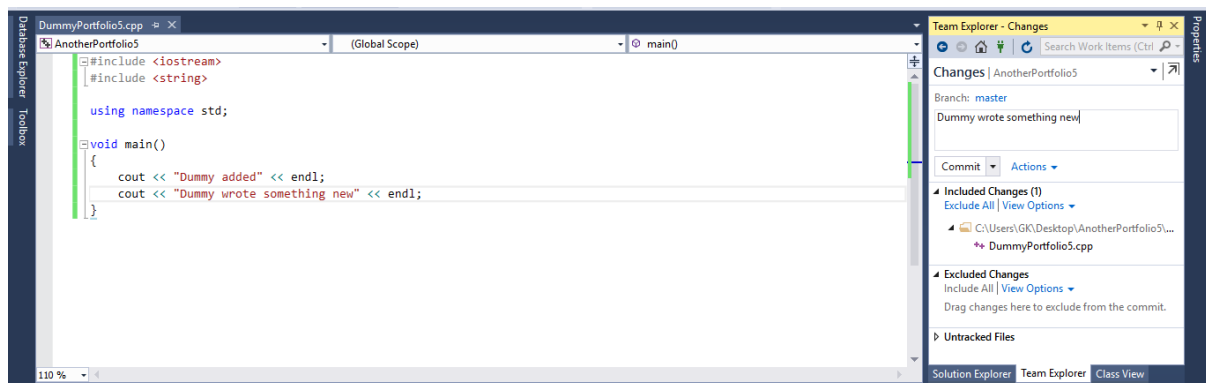 Database Explorer
Toolbox
DummyPortfolio5.cpp
AnotherPortfolio5
(Global Scope)
main()
#include <iostream>
#include <string>
using namespace std;
void main()
{
cout << "Dummy added" << endl;
cout << "Dummy wrote something new" << endl;
}
110 %
Team Explorer - Changes
Search Work Items (Ctrl
Changes | AnotherPortfolio5
Branch: master
Dummy wrote something new
Commit
Actions
Included Changes (1)
Exclude All | View Options
C:\Users\GK\Desktop\AnotherPortfolio5\...
++ DummyPortfolio5.cpp
Excluded Changes
Include All | View Options
Drag changes here to exclude from the commit.
Untracked Files
Solution Explorer
Team Explorer
Class View
Properties